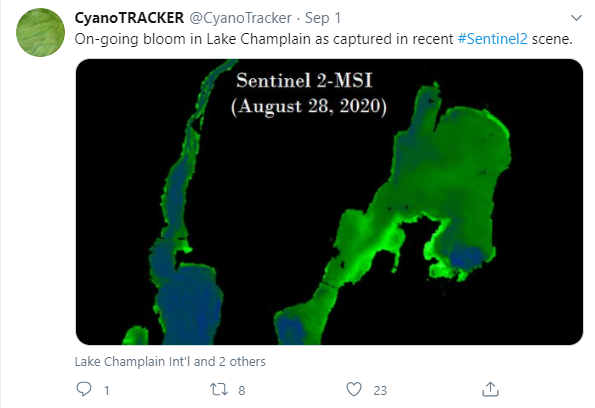 CyanoTRACKER @CyanoTracker · Sep 1
On-going bloom in Lake Champlain as captured in recent #Sentinel2 scene.
Sentinel 2-MSI
(August 28, 2020)
Lake Champlain Int'l and 2 others
1 8 23